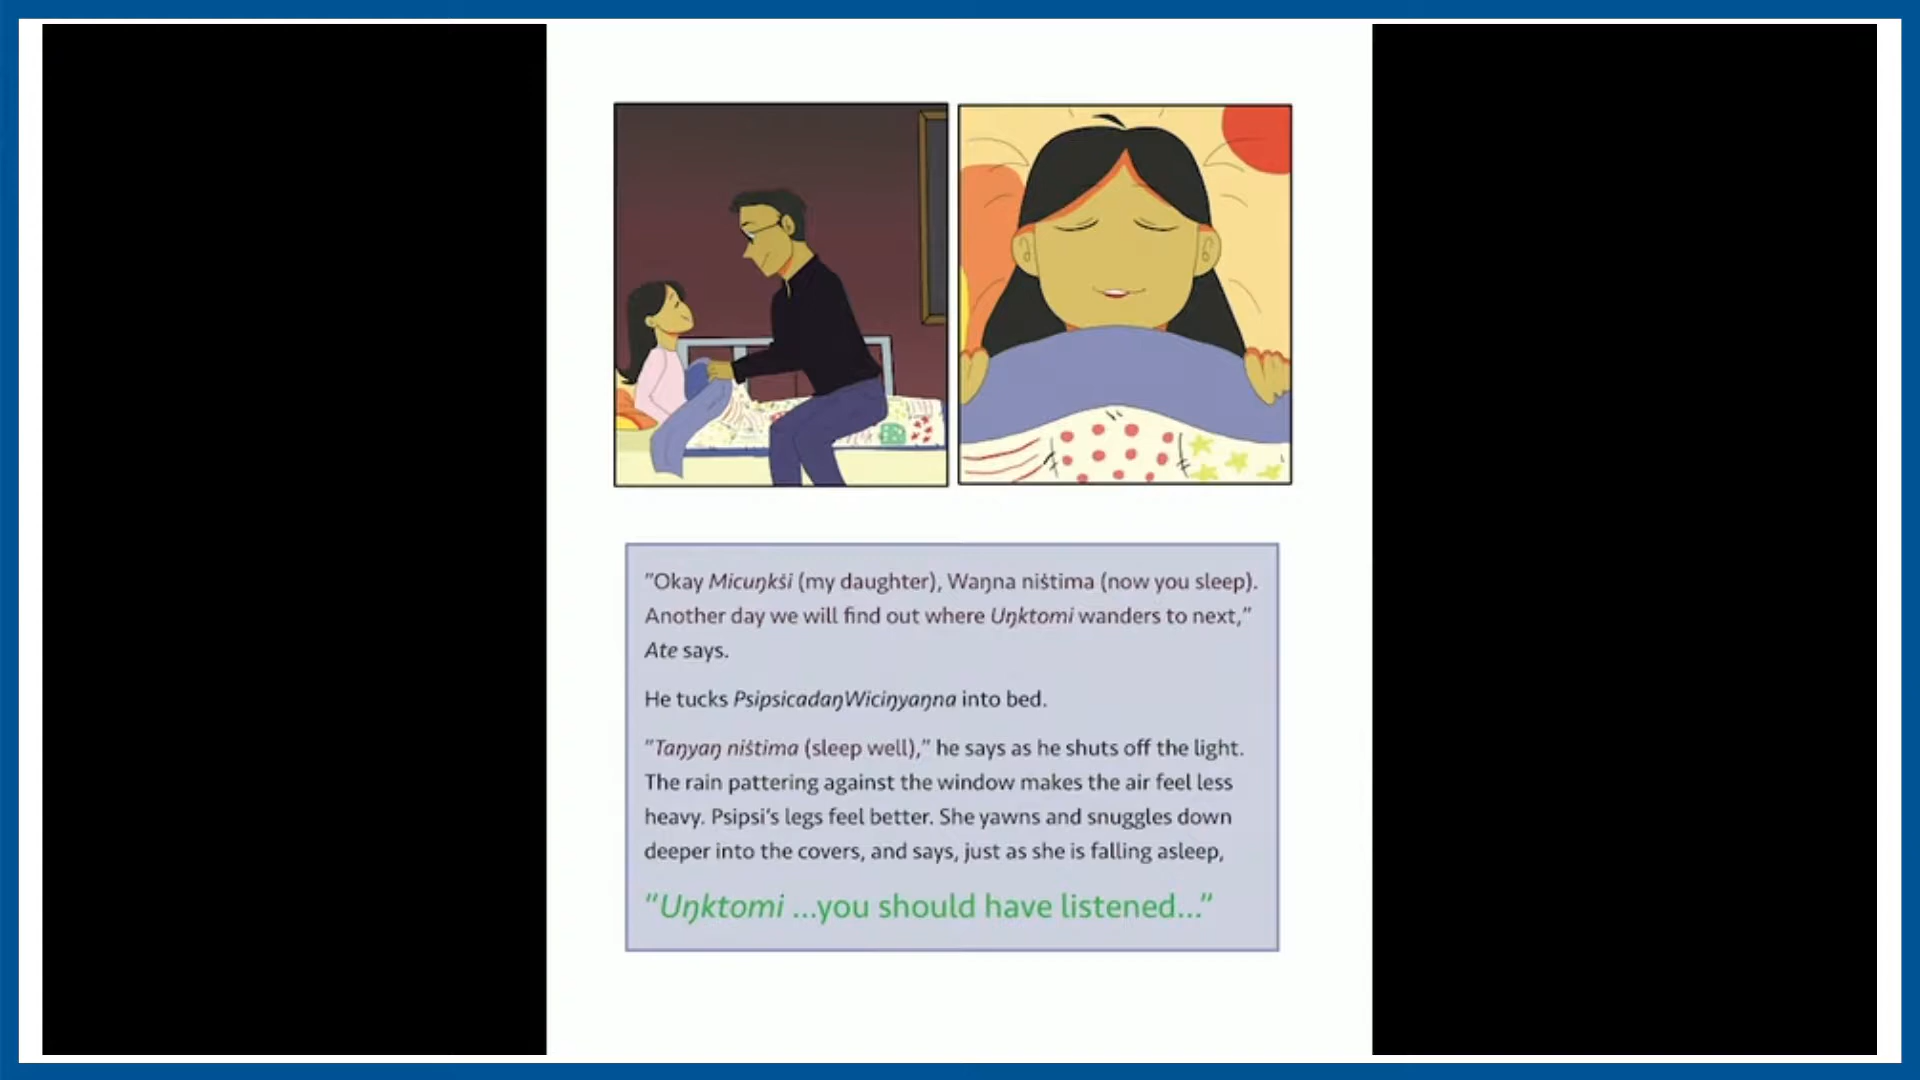 “Okay Micuŋkṡi (my daughter), Waŋna niṡtima (now you sleep).
Another day we will find out where Uŋktomi wanders to next,”
Ate says.
He tucks PsipsicadaŋWiciŋyaŋna into bed.
“Taŋyaŋ niṡtima (sleep well),” he says as he shuts off the light.
The rain pattering against the window makes the air feel less
heavy. Psipsi’s legs feel better. She yawns and snuggles down
deeper into the covers, and says, just as she is falling asleep,
“Uŋktomi ...you should have listened...”